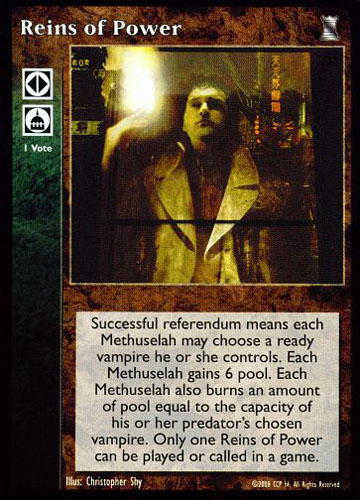 Reins of Power
1 Vote
Successful referendum means each
Methuselah may choose a ready
vampire he or she controls. Each
Methuselah gains 6 pool. Each
Methuselah also burns an amount
of pool equal to the capacity of
his or her predator's chosen
vampire. Only one Reins of Power
can be played or called in a game.
Illus: Christopher Shy
©2008 CCP hf. All Rights Reserved